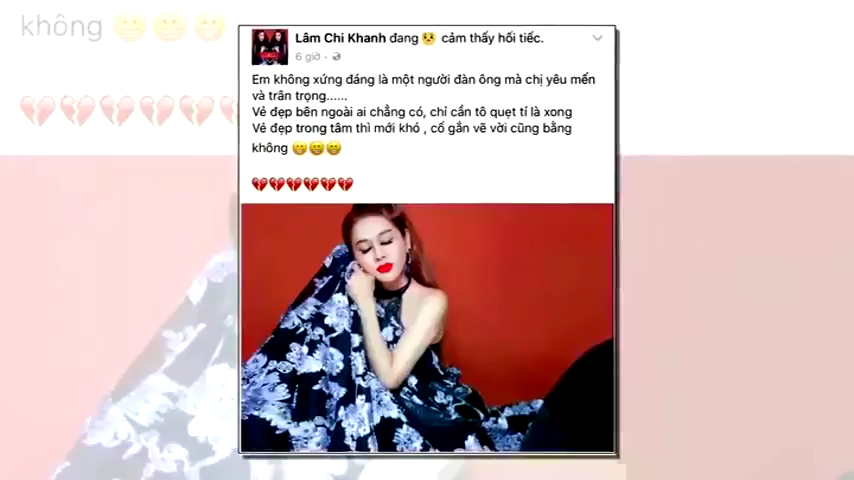 không 😁😁😁
💔💔💔💔💔
Lâm Chi Khanh đang 😟 cảm thấy hối tiếc.
6 giờ ·
Em không xứng đáng là một người đàn ông mà chị yêu mến
và trân trọng......
Vẻ đẹp bên ngoài ai chẳng có, chỉ cần tô quẹt tí là xong
Vẻ đẹp trong tâm thì mới khó , cố gắn vẽ vời cũng bằng
không 😁😁😁
💔💔💔💔💔💔